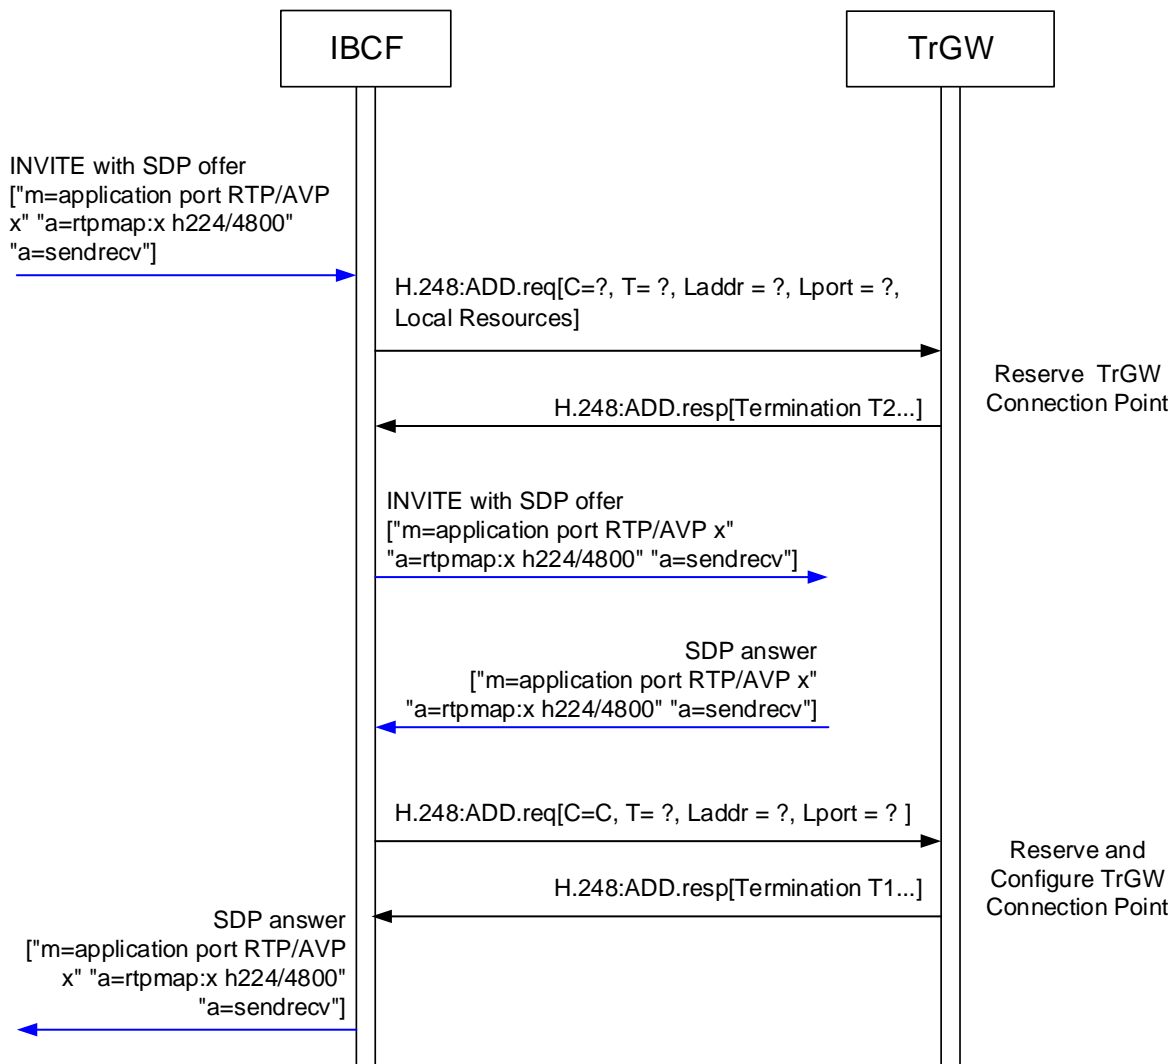 IBCF
TrGW
INVITE with SDP offer
["m=application port RTP/AVP
x" "a=rtpmap:x h224/4800"
"a=sendrecv"]
H.248:ADD.req[C=?, T= ?, Laddr = ?, Lport = ?,
Local Resources]
Reserve TrGW
Connection Point
H.248:ADD.resp[Termination T2...]
INVITE with SDP offer
["m=application port RTP/AVP x"
"a=rtpmap:x h224/4800" "a=sendrecv"]
SDP answer
["m=application port RTP/AVP x"
"a=rtpmap:x h224/4800" "a=sendrecv"]
H.248:ADD.req[C=C, T= ?, Laddr = ?, Lport = ? ]
Reserve and
Configure TrGW
Connection Point
H.248:ADD.resp[Termination T1...]
SDP answer
["m=application port RTP/AVP
x" "a=rtpmap:x h224/4800"
"a=sendrecv"]